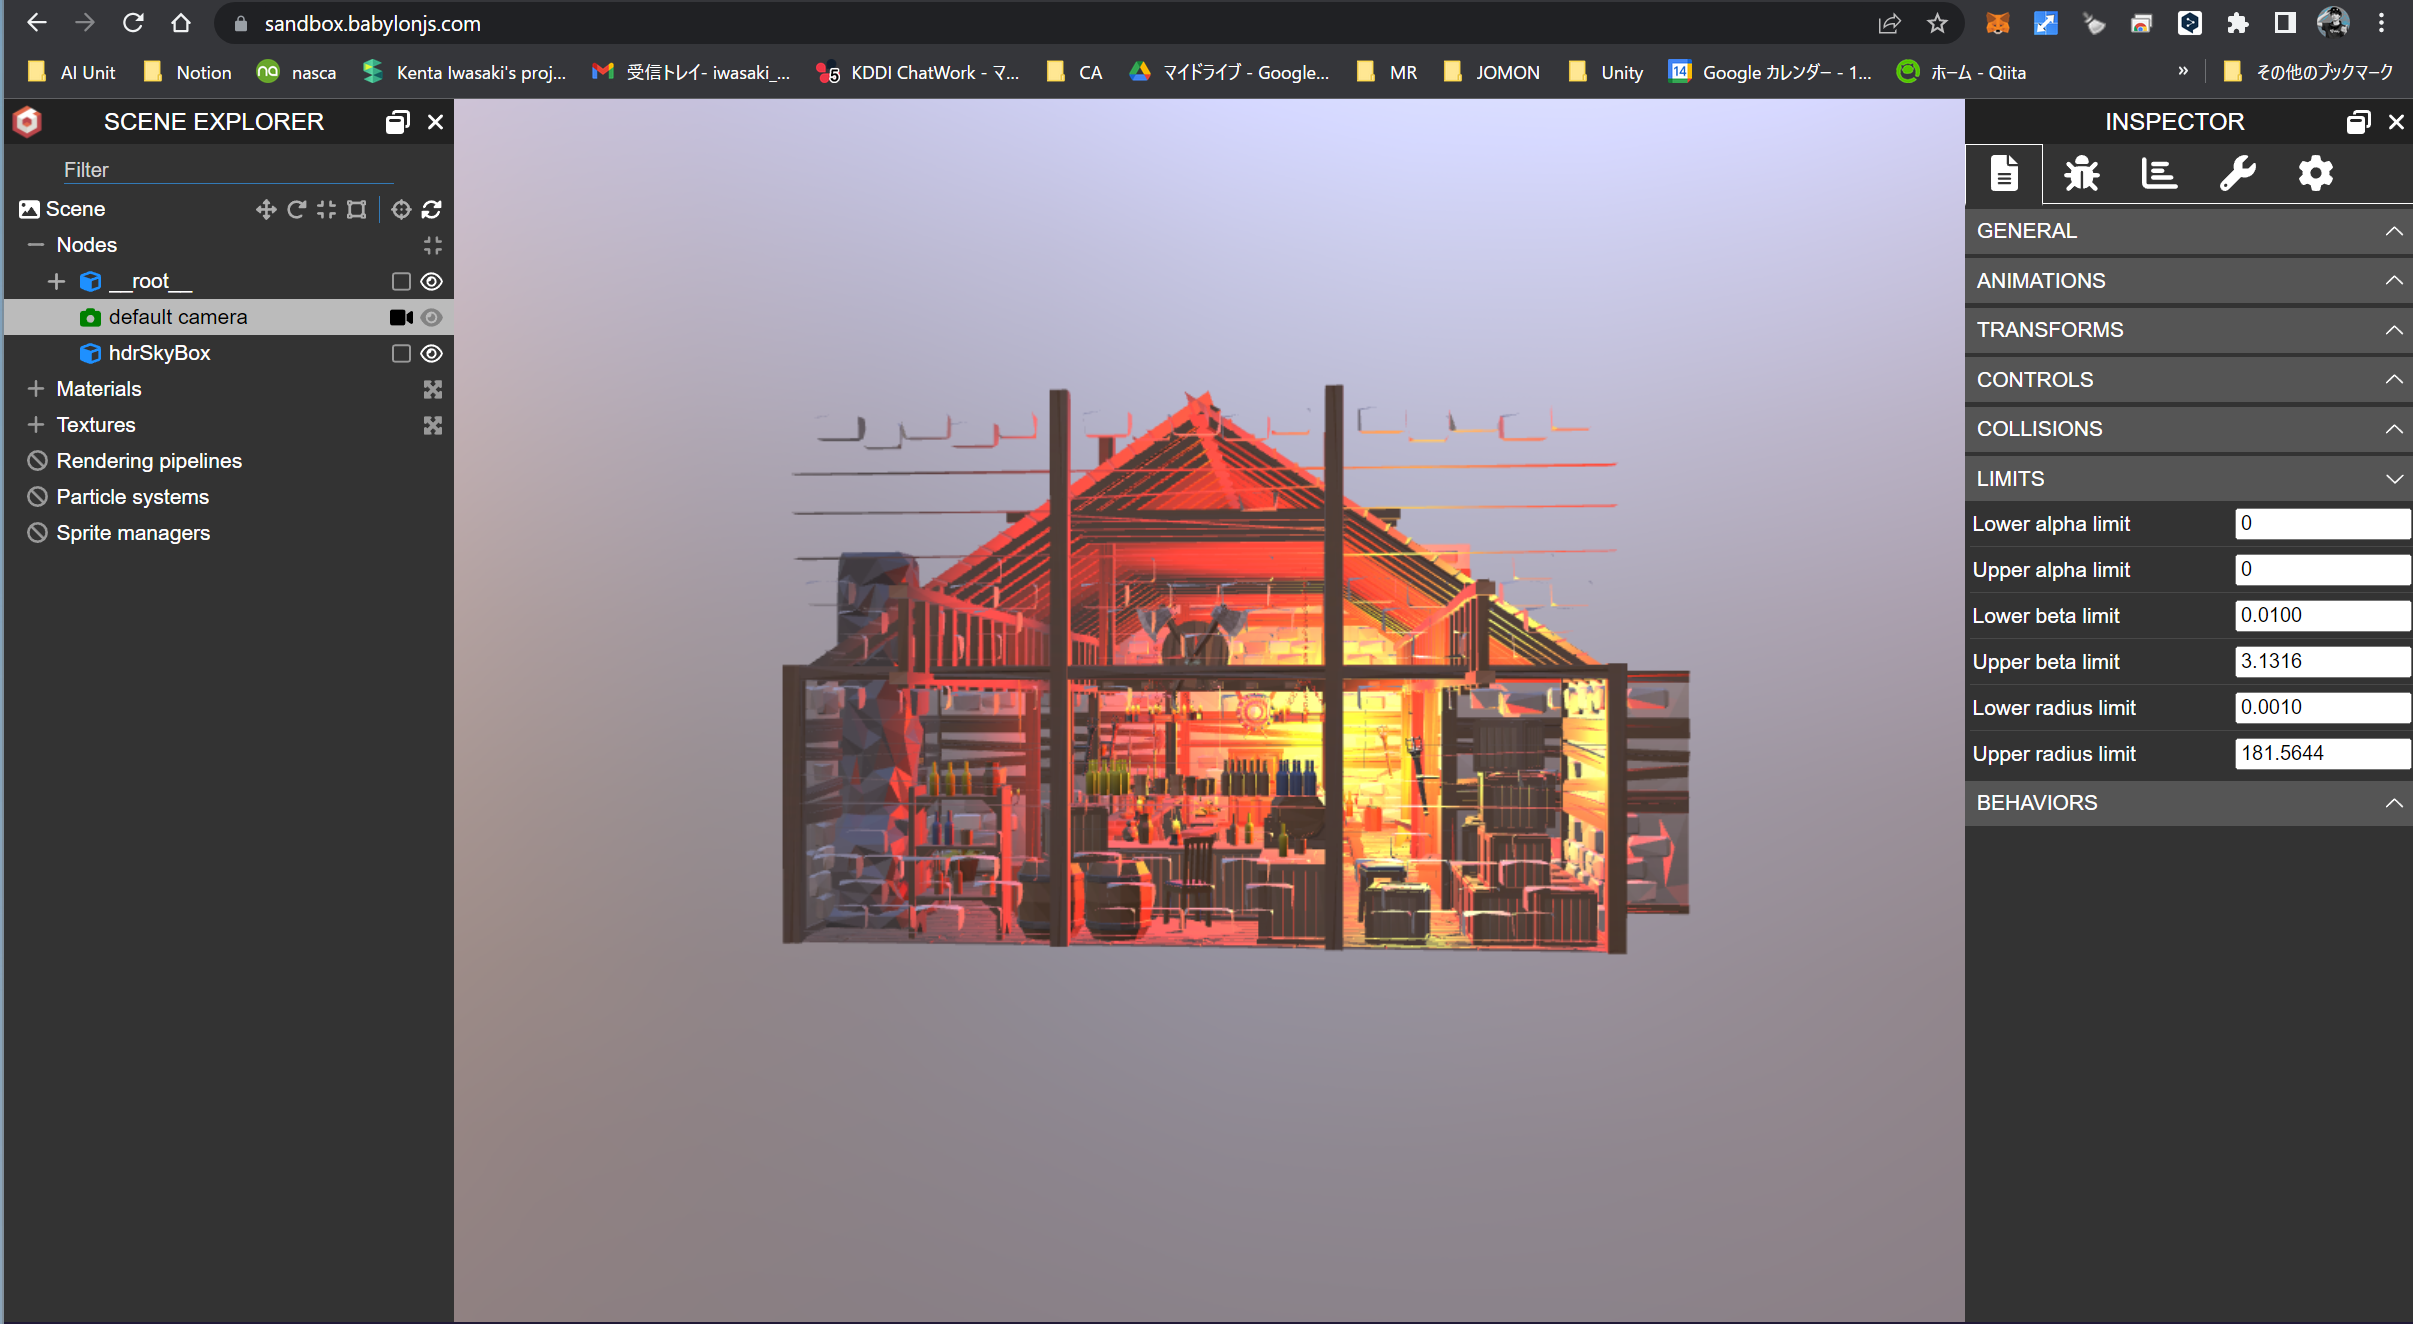 sandbox.babylonjs.com
AI Unit
Notion
nasca
Kenta Iwasaki's proj...
受信トレイ- iwasaki_...
5
KDDI ChatWork - マ...
CA
マイドライブ - Google...
MR
JOMON
Unity
14
Google カレンダー - 1...
ホーム - Qiita
»
その他のブックマーク
SCENE EXPLORER
Filter
Scene
Nodes
__root__
default camera
hdrSkyBox
Materials
Textures
Rendering pipelines
Particle systems
Sprite managers
INSPECTOR
GENERAL
ANIMATIONS
TRANSFORMS
CONTROLS
COLLISIONS
LIMITS
Lower alpha limit 0
Upper alpha limit 0
Lower beta limit 0.0100
Upper beta limit 3.1316
Lower radius limit 0.0010
Upper radius limit 181.5644
BEHAVIORS